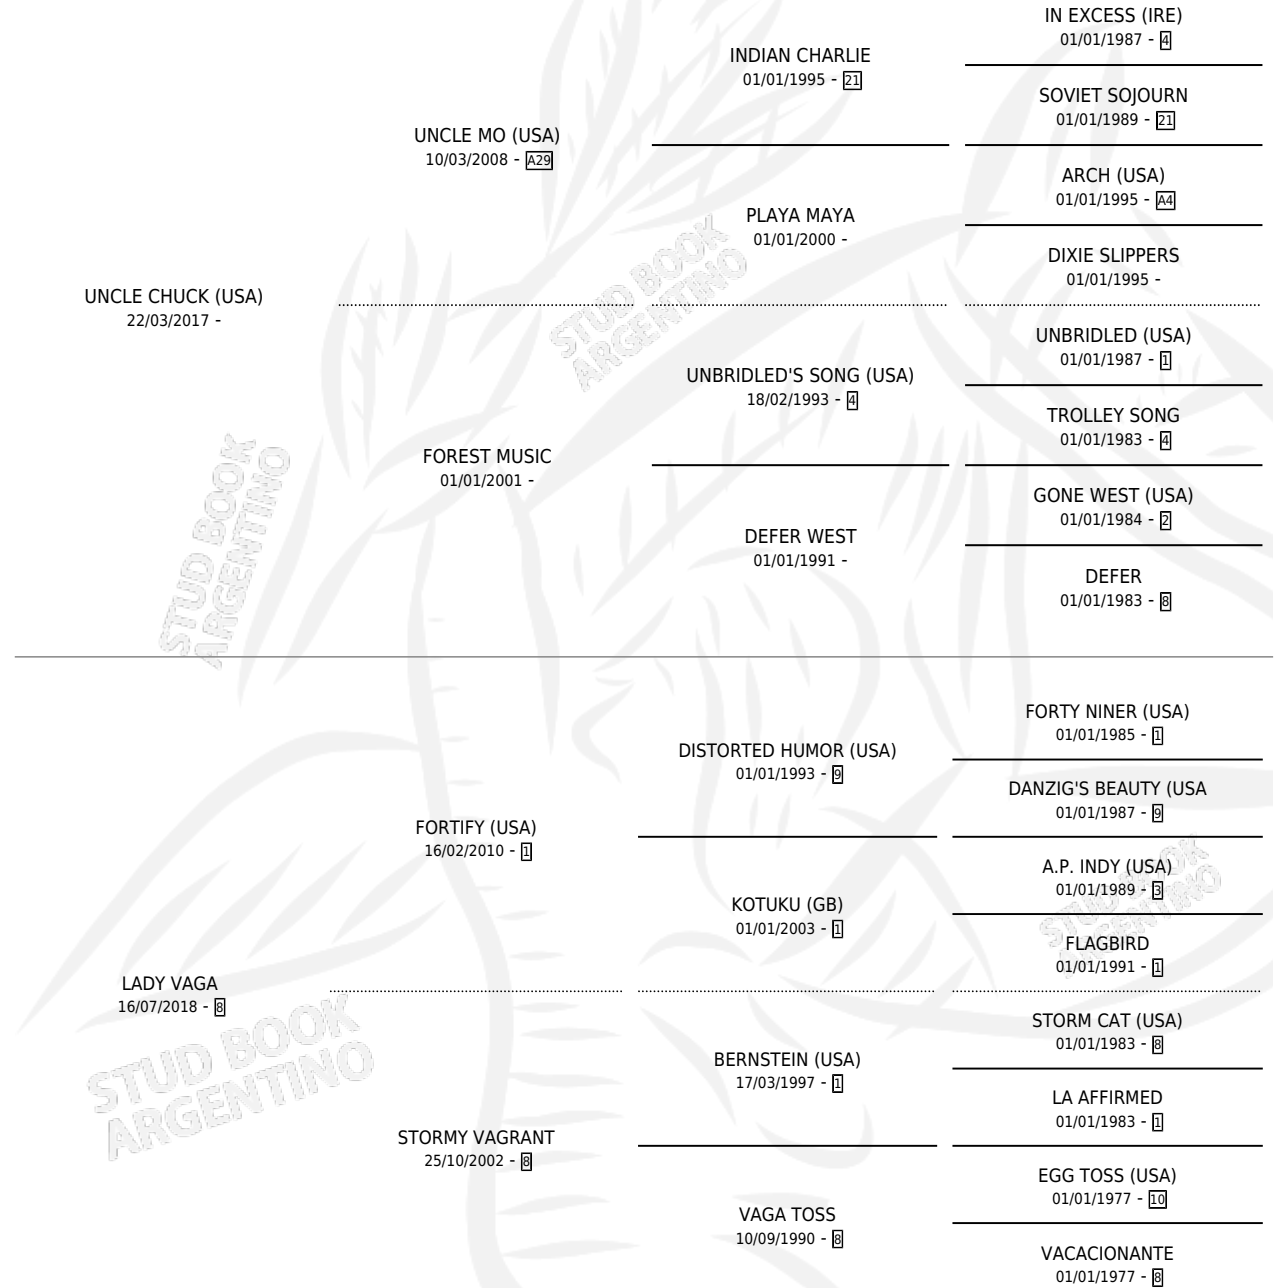 IN EXCESS (IRE)
01/01/1987 - 4
INDIAN CHARLIE
01/01/1995 - 21
SOVIET SOJOURN
01/01/1989 - 21
UNCLE MO (USA)
10/03/2008 - A29
ARCH (USA)
01/01/1995 - A4
PLAYA MAYA
01/01/2000 -
DIXIE SLIPPERS
01/01/1995 -
UNCLE CHUCK (USA)
22/03/2017 -
STUD BOOK
ARGENTINO
UNBRIDLED (USA)
01/01/1987 - 1
UNBRIDLED'S SONG (USA)
18/02/1993 - 4
TROLLEY SONG
01/01/1983 - 4
FOREST MUSIC
01/01/2001 -
GONE WEST (USA)
01/01/1984 - 2
DEFER WEST
01/01/1991 -
DEFER
01/01/1983 - 8
STUD BOOK
ARGENTINO
FORTY NINER (USA)
01/01/1985 - 1
DISTORTED HUMOR (USA)
01/01/1993 - 9
DANZIG'S BEAUTY (USA
01/01/1987 - 9
FORTIFY (USA)
16/02/2010 - 1
A.P. INDY (USA)
01/01/1989 - 3
KOTUKU (GB)
01/01/2003 - 1
STUD BOOK
ARGENTINO
FLAGBIRD
01/01/1991 - 1
LADY VAGA
16/07/2018 - 8
STORM CAT (USA)
01/01/1983 - 8
BERNSTEIN (USA)
17/03/1997 - 1
STUD BOOK
ARGENTINO
LA AFFIRMED
01/01/1983 - 1
STORMY VAGRANT
25/10/2002 - 8
EGG TOSS (USA)
01/01/1977 - 10
VAGA TOSS
10/09/1990 - 8
VACACIONANTE
01/01/1977 - 8